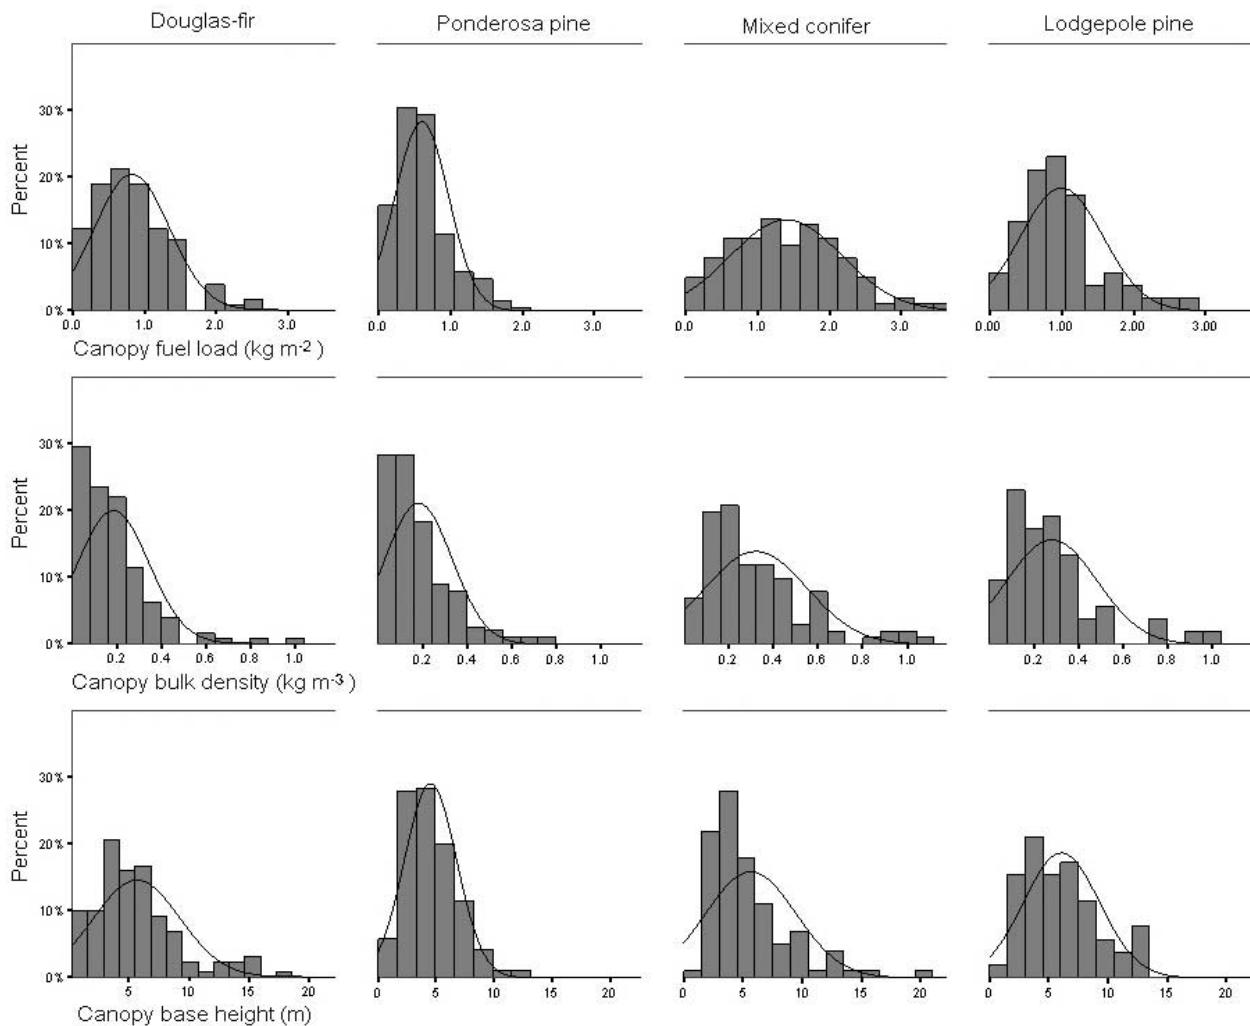 Douglas-fir Ponderosa pine Mixed conifer Lodgepole pine
Percent
30%
20%
10%
0%
0.0 1.0 2.0 3.0 0.0 1.0 2.0 3.0 0.0 1.0 2.0 3.0 0.00 1.00 2.00 3.00
Canopy fuel load (kg m-2 )
Percent
30%
20%
10%
0%
0.2 0.4 0.6 0.8 1.0 0.2 0.4 0.6 0.8 1.0 0.2 0.4 0.6 0.8 1.0 0.2 0.4 0.6 0.8 1.0
Canopy bulk density (kg m-3 )
Percent
30%
20%
10%
0%
5 10 15 20 0 5 10 15 20 0 5 10 15 20 0 5 10 15 20
Canopy base height (m)